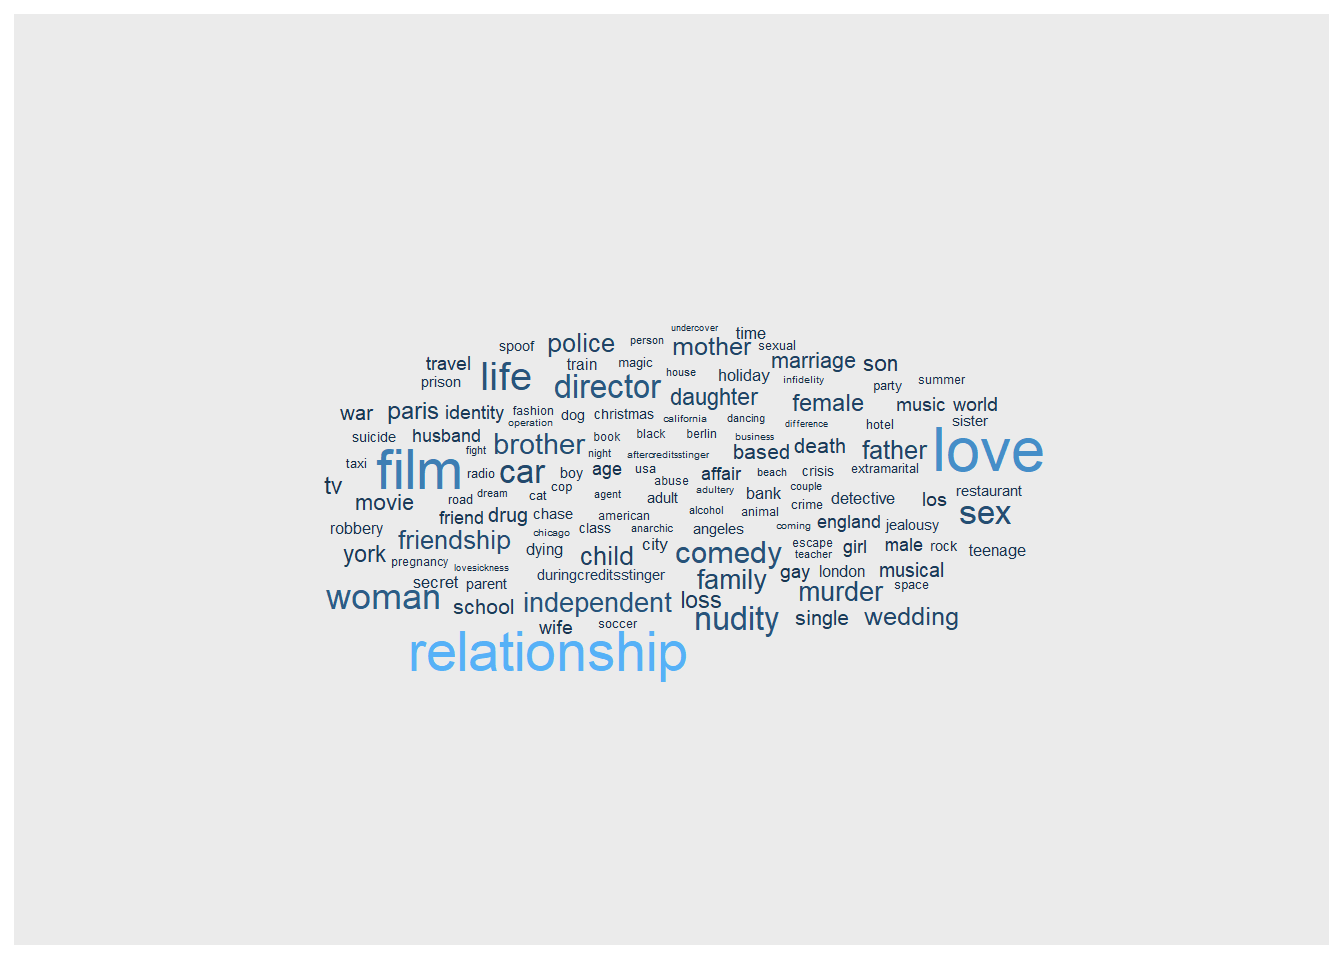 undercover
time
spoof police person mother sexual
travel life train magic house marriage son
prison director holiday infidelity party summer
daughter female music world
war paris identity fashion dog christmas california dancing
operation difference hotel sister
suicide husband brother book black berlin business death father love
fight night aftercreditsstinger based
taxi film radio car boy age usa affair beach crisis extramarital
tv abuse
movie road dream cat cop agent adult adultery bank couple crime detective los restaurant
friend drug chase american alcohol animal sex
robbery chicago class anarchic angeles coming england jealousy
york friendship dying child city comedy escape girl male rock teenage
pregnancy teacher
lovesickness
secret parent duringcreditsstinger family gay london musical
woman school independent loss murder space
wife soccer nudity single wedding
relationship